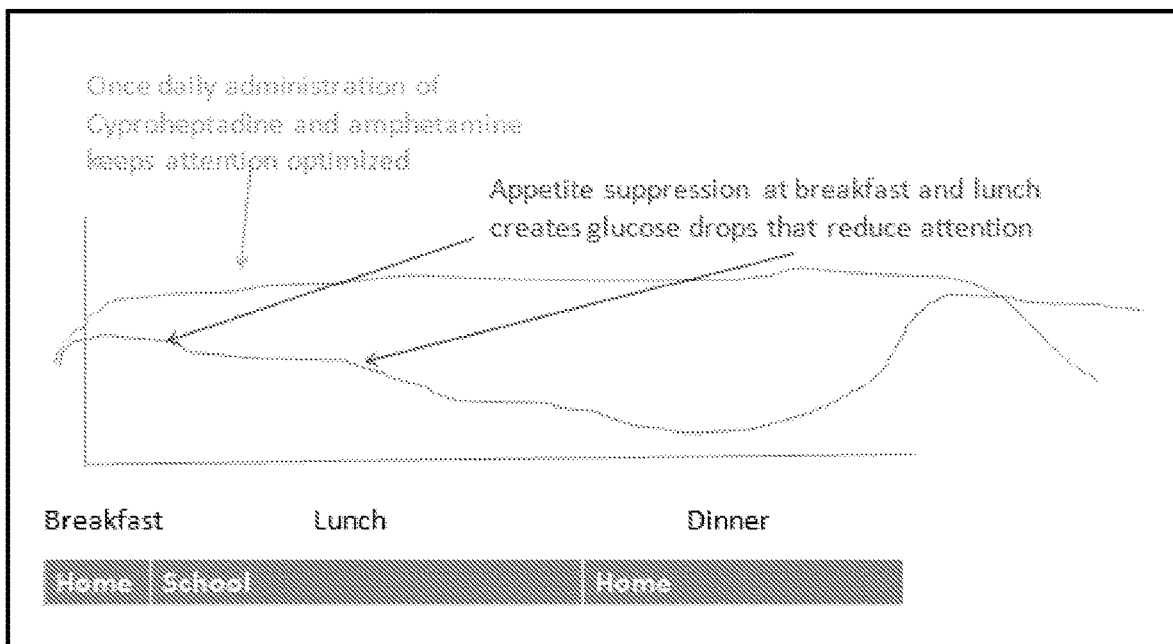 Once daily administration of
Cyproheptadine and amphetamine
keeps attention optimized
Appetite suppression at breakfast and lunch
creates glucose drops that reduce attention
Breakfast Lunch Dinner
Home School Home